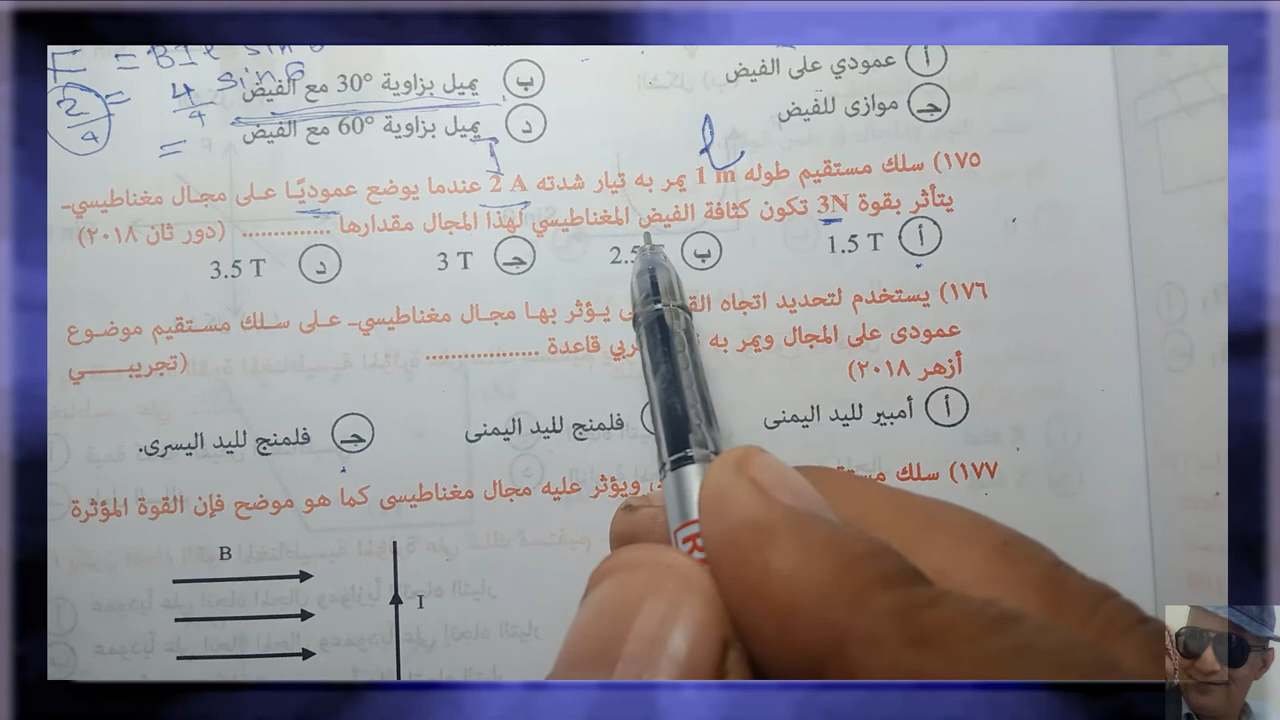 F = BIl sin θ
2/4 = 4/4 sin θ
=
أ عمودي على الفيض
ب يميل بزاوية 30° مع الفيض
جـ موازى للفيض
د يميل بزاوية 60° مع الفيض
l
I
١٧٥) سلك مستقيم طوله 1 m يمر به تيار شدته 2 A عندما يوضع عموديًا على مجال مغناطيسي
يتأثر بقوة 3N تكون كثافة الفيض المغناطيسي لهذا المجال مقدارها .............. (دور ثان ٢٠١٨)
أ 1.5 T
ب 2.5
جـ 3 T
د 3.5 T
١٧٦) يستخدم لتحديد اتجاه يؤثر بها مجال مغناطيسي على سلك مستقيم موضوع
عمودى على المجال ويمر به قاعدة .................. (تجريبي
أزهر ٢٠١٨)
أ أمبير لليد اليمنى
فلمنج لليد اليمنى
جـ فلمنج لليد اليسرى.
١٧٧) سلك ويؤثر عليه مجال مغناطيسى كما هو موضح فإن القوة المؤثرة
B
I